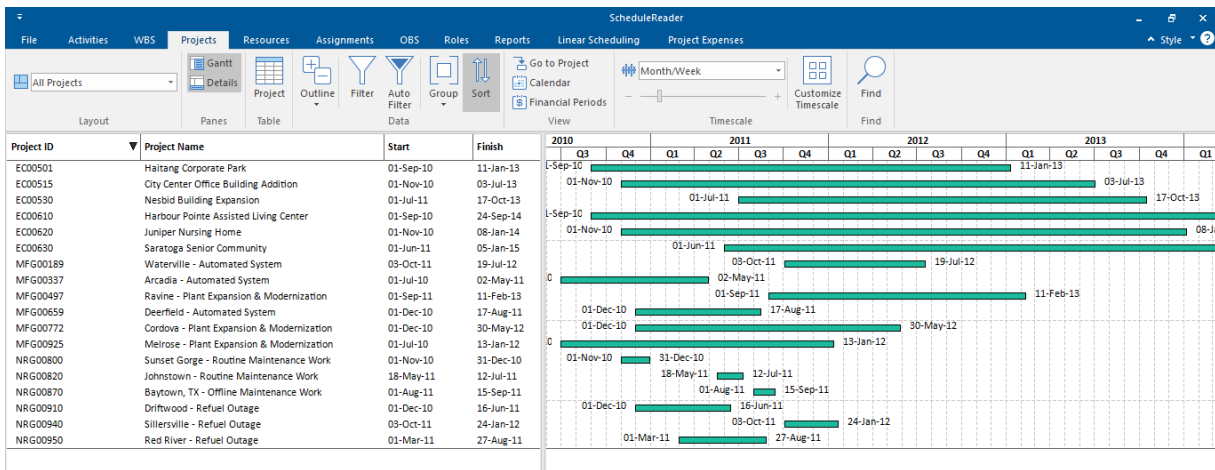 ScheduleReader
File Activities WBS Projects Resources Assignments OBS Roles Reports Linear Scheduling Project Expenses Style ?
All Projects
Layout
Gantt
Details
Panes
Project
Table
Outline Filter Auto Filter Group Sort
Data
Go to Project
Calendar
$ Financial Periods
View
Month/Week
Customize Timescale
Timescale
Find
Find
Project ID Project Name Start Finish 2010 2011 2012 2013
Q3 Q4 Q1 Q2 Q3 Q4 Q1 Q2 Q3 Q4 Q1 Q2 Q3 Q4 Q1
EC00501 Haitang Corporate Park 01-Sep-10 11-Jan-13 L-Sep-10 11-Jan-13
EC00515 City Center Office Building Addition 01-Nov-10 03-Jul-13 01-Nov-10 03-Jul-13
EC00530 Nesbid Building Expansion 01-Jul-11 17-Oct-13 01-Jul-11 17-Oct-13
EC00610 Harbour Pointe Assisted Living Center 01-Sep-10 24-Sep-14 L-Sep-10
EC00620 Juniper Nursing Home 01-Nov-10 08-Jan-14 01-Nov-10 08-J
EC00630 Saratoga Senior Community 01-Jun-11 05-Jan-15 01-Jun-11
MFG00189 Waterville - Automated System 03-Oct-11 19-Jul-12 03-Oct-11 19-Jul-12
MFG00337 Arcadia - Automated System 01-Jul-10 02-May-11 0 02-May-11
MFG00497 Ravine - Plant Expansion & Modernization 01-Sep-11 11-Feb-13 01-Sep-11 11-Feb-13
MFG00659 Deerfield - Automated System 01-Dec-10 17-Aug-11 01-Dec-10 17-Aug-11
MFG00772 Cordova - Plant Expansion & Modernization 01-Dec-10 30-May-12 01-Dec-10 30-May-12
MFG00925 Melrose - Plant Expansion & Modernization 01-Jul-10 13-Jan-12 0 13-Jan-12
NRG00800 Sunset Gorge - Routine Maintenance Work 01-Nov-10 31-Dec-10 01-Nov-10 31-Dec-10
NRG00820 Johnstown - Routine Maintenance Work 18-May-11 12-Jul-11 18-May-11 12-Jul-11
NRG00870 Baytown, TX - Offline Maintenance Work 01-Aug-11 15-Sep-11 01-Aug-11 15-Sep-11
NRG00910 Driftwood - Refuel Outage 01-Dec-10 16-Jun-11 01-Dec-10 16-Jun-11
NRG00940 Sillersville - Refuel Outage 03-Oct-11 24-Jan-12 03-Oct-11 24-Jan-12
NRG00950 Red River - Refuel Outage 01-Mar-11 27-Aug-11 01-Mar-11 27-Aug-11